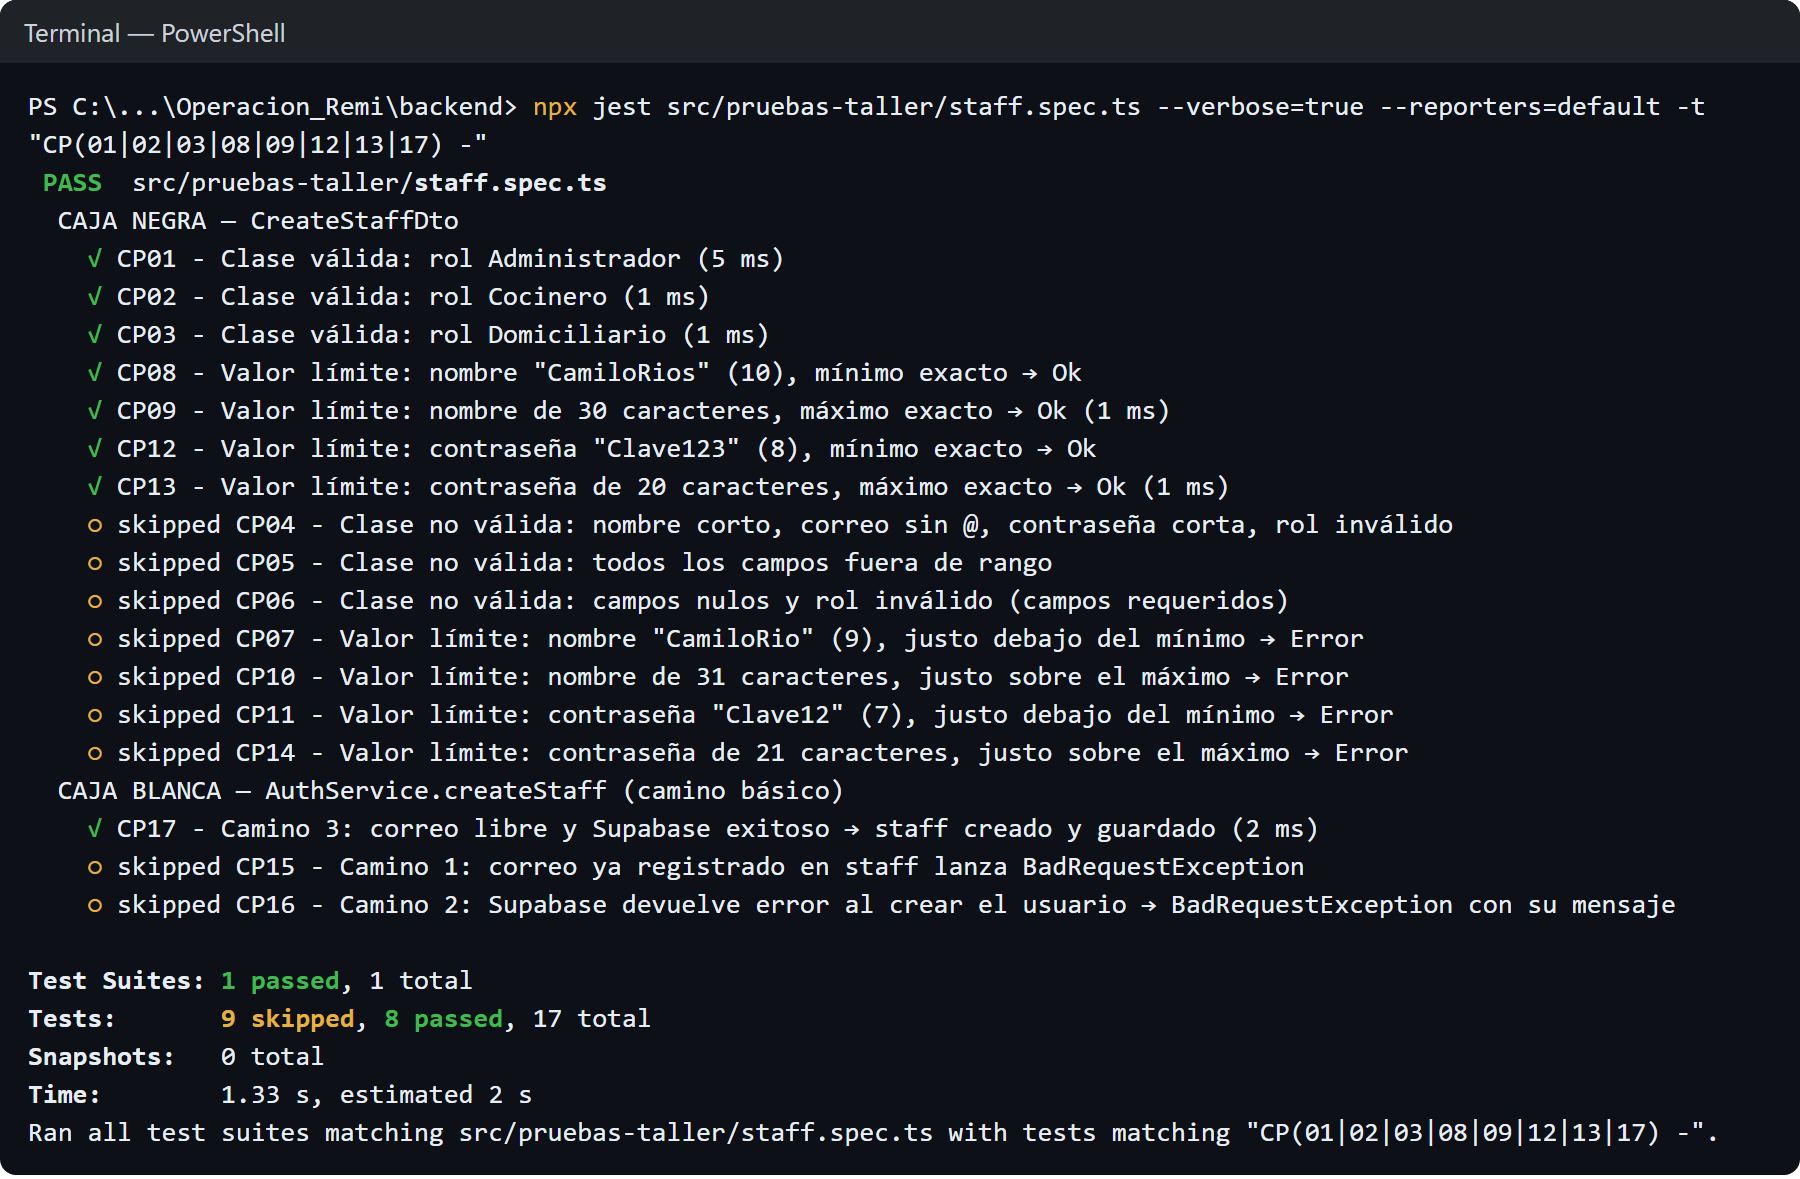 Terminal — PowerShell
PS C:\...\Operacion_Remi\backend> npx jest src/pruebas-taller/staff.spec.ts --verbose=true --reporters=default -t
"CP(01|02|03|08|09|12|13|17) -"
PASS src/pruebas-taller/staff.spec.ts
CAJA NEGRA — CreateStaffDto
√ CP01 - Clase válida: rol Administrador (5 ms)
√ CP02 - Clase válida: rol Cocinero (1 ms)
√ CP03 - Clase válida: rol Domiciliario (1 ms)
√ CP08 - Valor límite: nombre "CamiloRios" (10), mínimo exacto → Ok
√ CP09 - Valor límite: nombre de 30 caracteres, máximo exacto → Ok (1 ms)
√ CP12 - Valor límite: contraseña "Clave123" (8), mínimo exacto → Ok
√ CP13 - Valor límite: contraseña de 20 caracteres, máximo exacto → Ok (1 ms)
○ skipped CP04 - Clase no válida: nombre corto, correo sin @, contraseña corta, rol inválido
○ skipped CP05 - Clase no válida: todos los campos fuera de rango
○ skipped CP06 - Clase no válida: campos nulos y rol inválido (campos requeridos)
○ skipped CP07 - Valor límite: nombre "CamiloRio" (9), justo debajo del mínimo → Error
○ skipped CP10 - Valor límite: nombre de 31 caracteres, justo sobre el máximo → Error
○ skipped CP11 - Valor límite: contraseña "Clave12" (7), justo debajo del mínimo → Error
○ skipped CP14 - Valor límite: contraseña de 21 caracteres, justo sobre el máximo → Error
CAJA BLANCA — AuthService.createStaff (camino básico)
√ CP17 - Camino 3: correo libre y Supabase exitoso → staff creado y guardado (2 ms)
○ skipped CP15 - Camino 1: correo ya registrado en staff lanza BadRequestException
○ skipped CP16 - Camino 2: Supabase devuelve error al crear el usuario → BadRequestException con su mensaje
Test Suites: 1 passed, 1 total
Tests: 9 skipped, 8 passed, 17 total
Snapshots: 0 total
Time: 1.33 s, estimated 2 s
Ran all test suites matching src/pruebas-taller/staff.spec.ts with tests matching "CP(01|02|03|08|09|12|13|17) -".